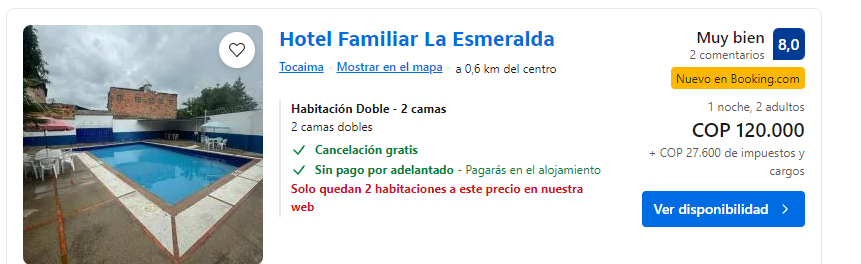 Hotel Familiar La Esmeralda
Tocaima Mostrar en el mapa a 0,6 km del centro
Habitación Doble - 2 camas
2 camas dobles
Cancelación gratis
Sin pago por adelantado - Pagarás en el alojamiento
Solo quedan 2 habitaciones a este precio en nuestra
web
Muy bien
2 comentarios
8,0
Nuevo en Booking.com
1 noche, 2 adultos
COP 120.000
+ COP 27.600 de impuestos y
cargos
Ver disponibilidad